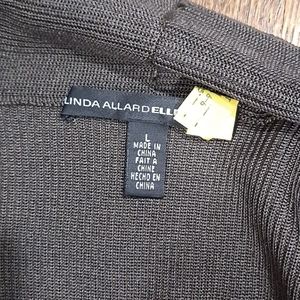 LINDA ALLARD ELL
L
MADE IN
CHINA
FAIT A
CHINE
HECHO EN
CHINA